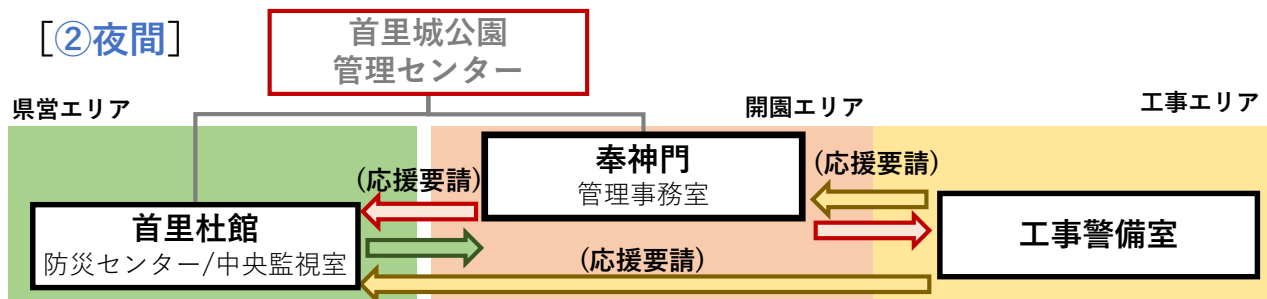 [②夜間]
首里城公園
管理センター
県営エリア
開園エリア
工事エリア
奉神門
管理事務室
(応援要請)
(応援要請)
首里杜館
防災センター/中央監視室
工事警備室
(応援要請)